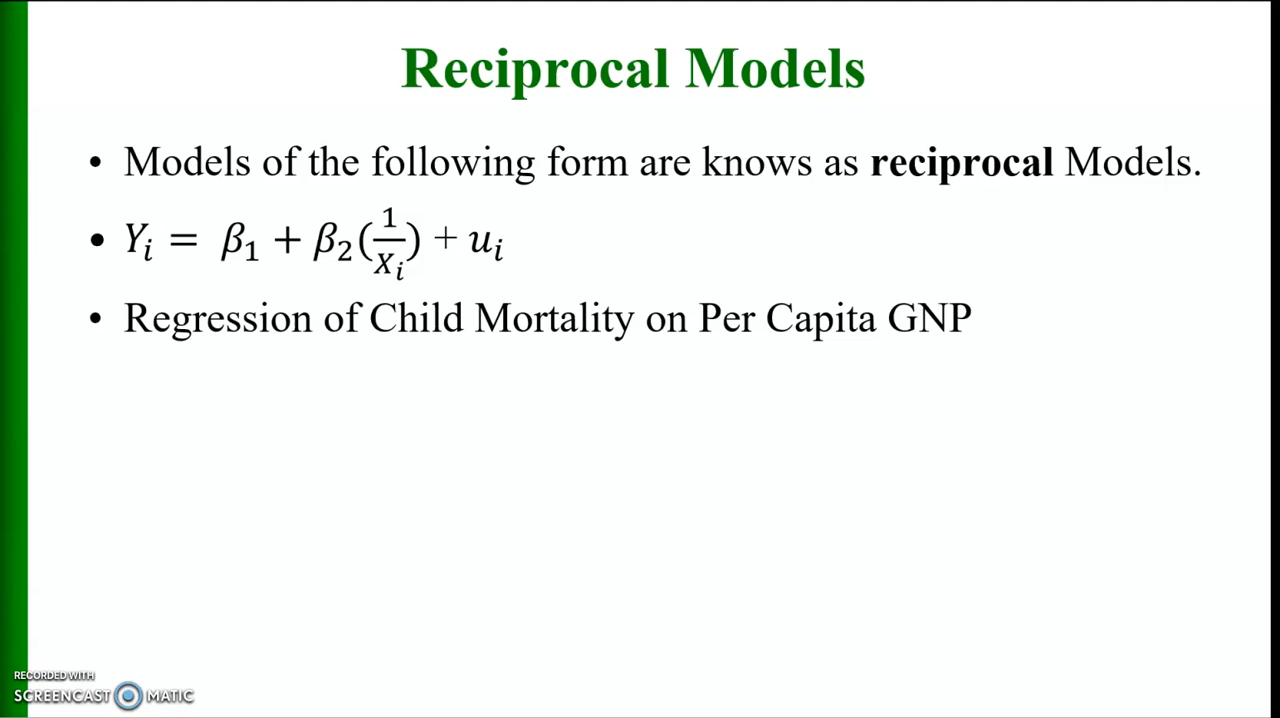 Reciprocal Models
• Models of the following form are knows as reciprocal Models.
• Yᵢ = β₁ + β₂(1/Xᵢ) + uᵢ
• Regression of Child Mortality on Per Capita GNP
RECORDED WITH
SCREENCAST MATIC